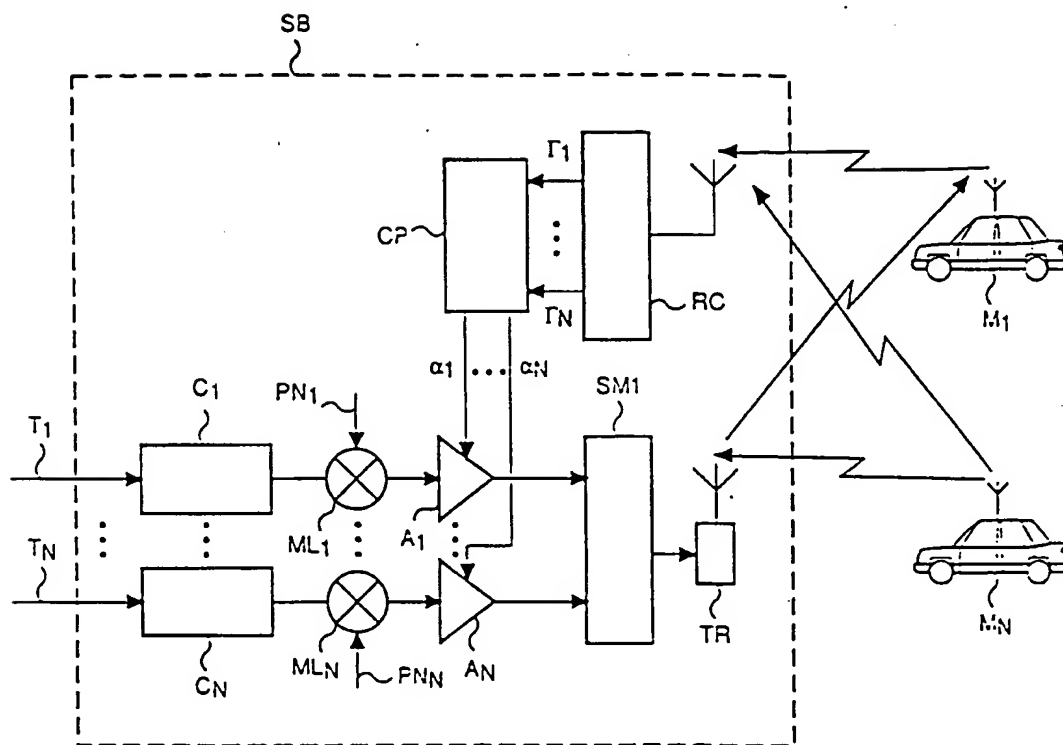 SB
Γ1
CP
ΓN
RC
M1
α1 αN
SM1
C1
PN1
T1
ML1
A1
TN
TR
MN
MLN
AN
CN
PNN